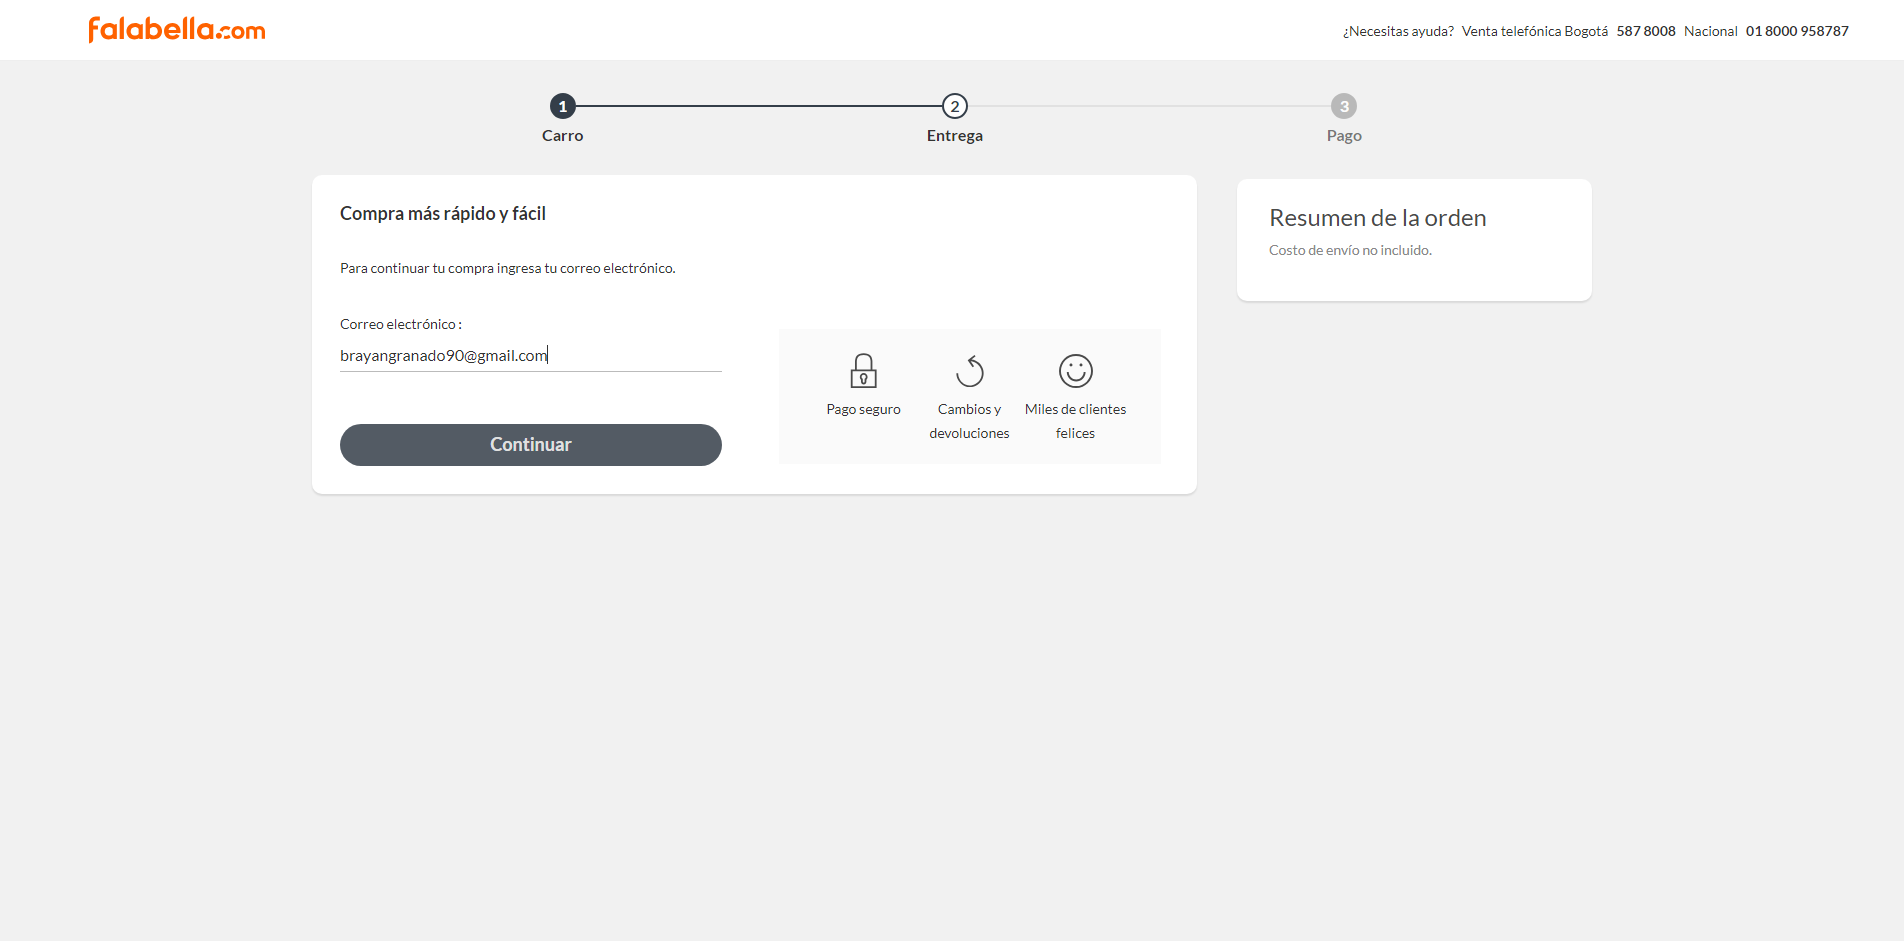 falabella.com
¿Necesitas ayuda? Venta telefónica Bogotá 587 8008 Nacional 01 8000 958787
1
2
3
Carro
Entrega
Pago
Compra más rápido y fácil
Para continuar tu compra ingresa tu correo electrónico.
Correo electrónico :
brayangranado90@gmail.com
Continuar
Pago seguro
Cambios y
devoluciones
Miles de clientes
felices
Resumen de la orden
Costo de envío no incluido.